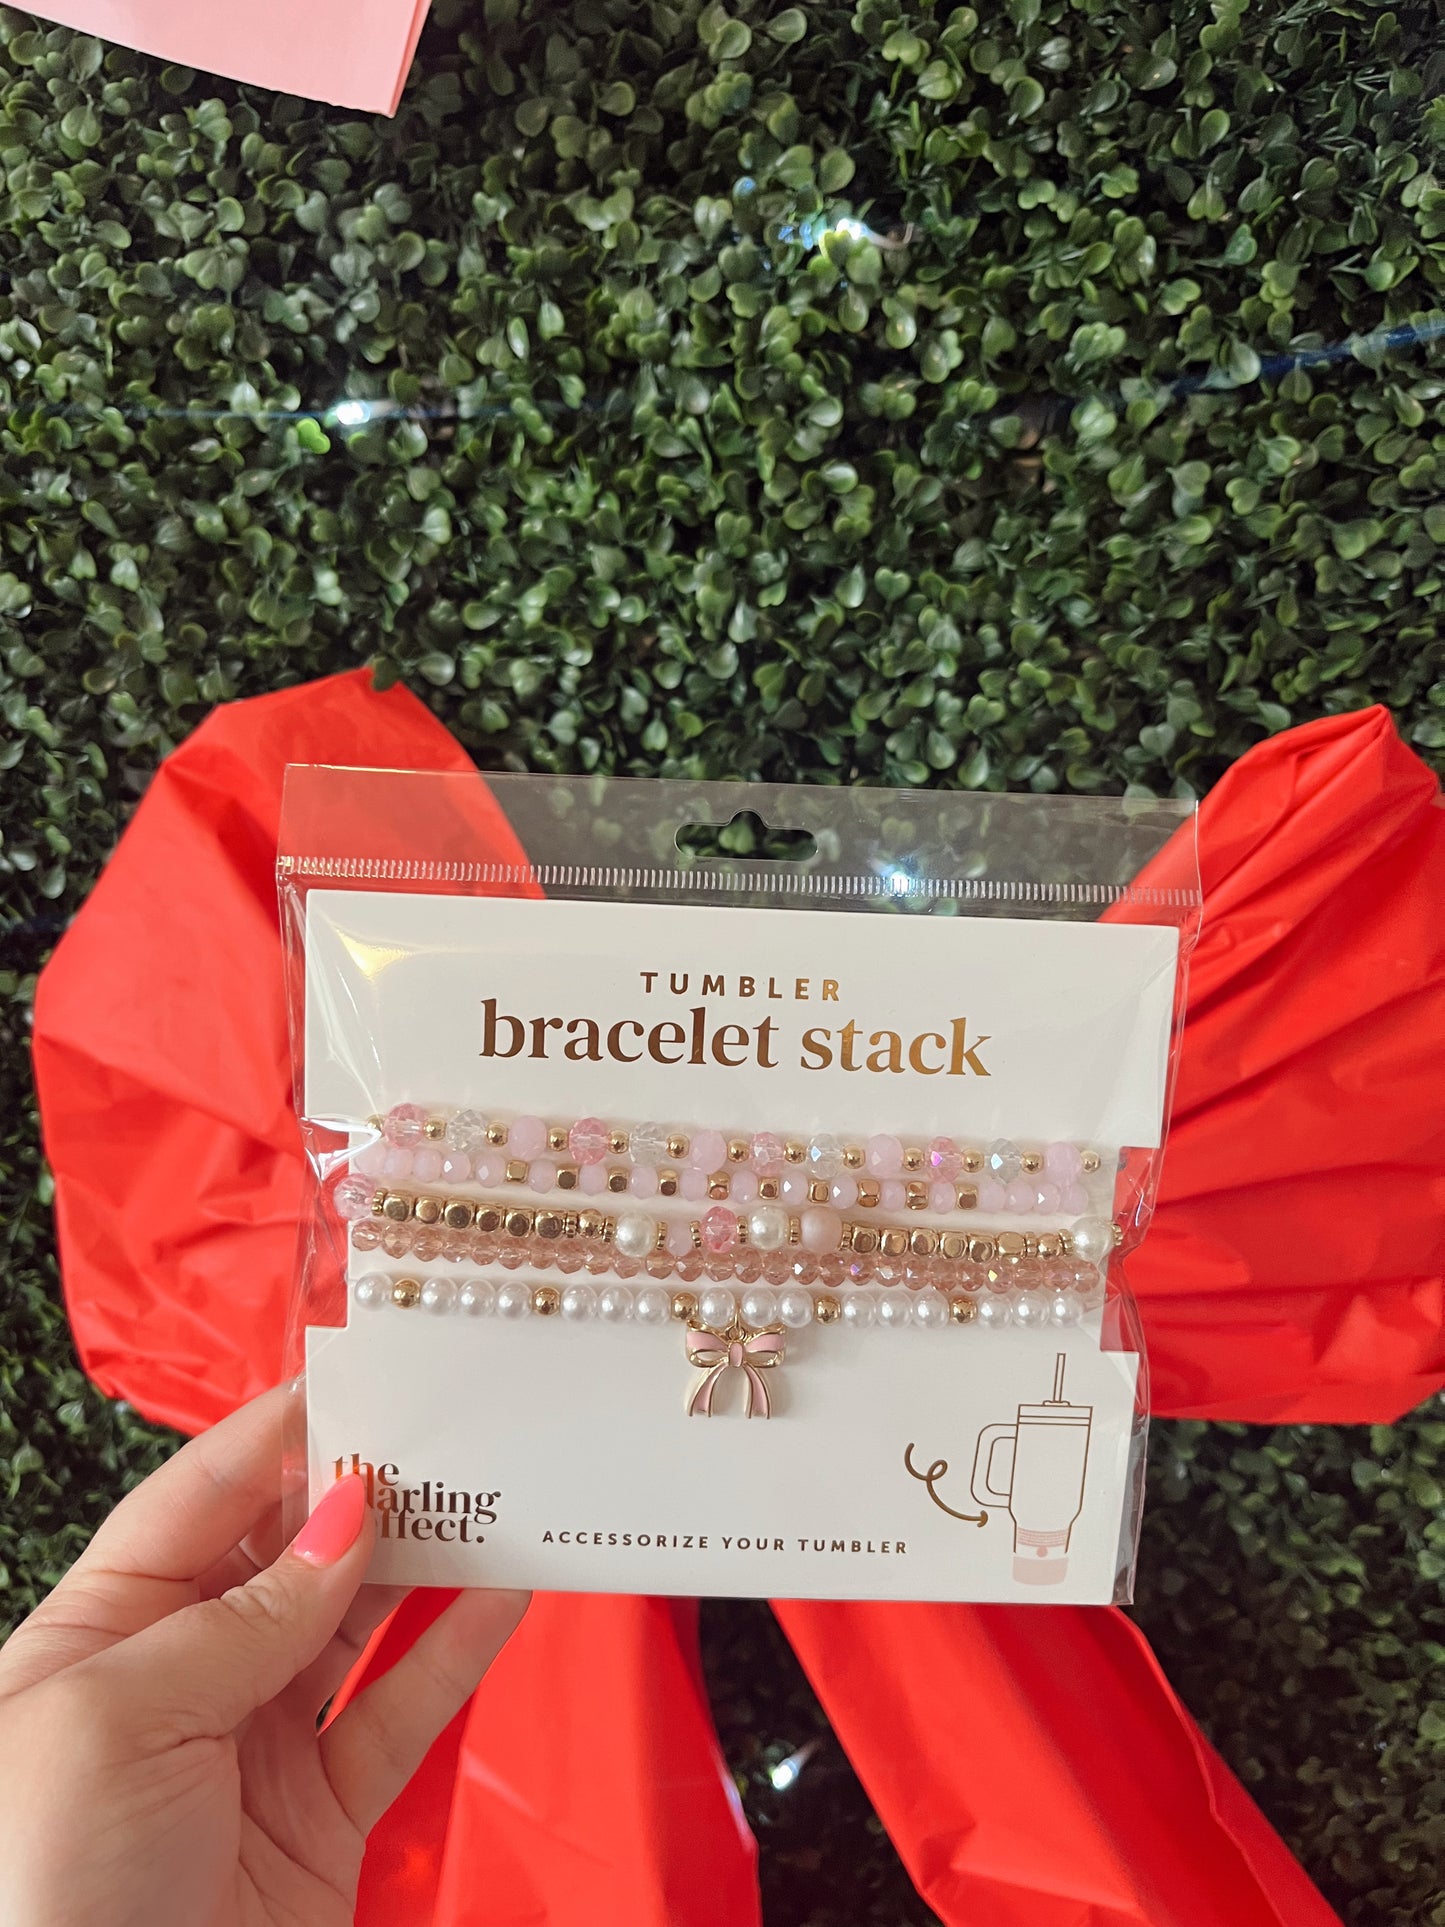 TUMBLER
bracelet stack
the
darling
effect.
ACCESSORIZE YOUR TUMBLER